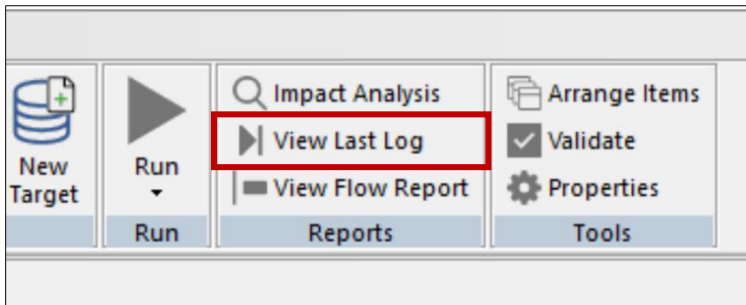 New
Target
Run
Run
Impact Analysis
View Last Log
View Flow Report
Reports
Arrange Items
Validate
Properties
Tools